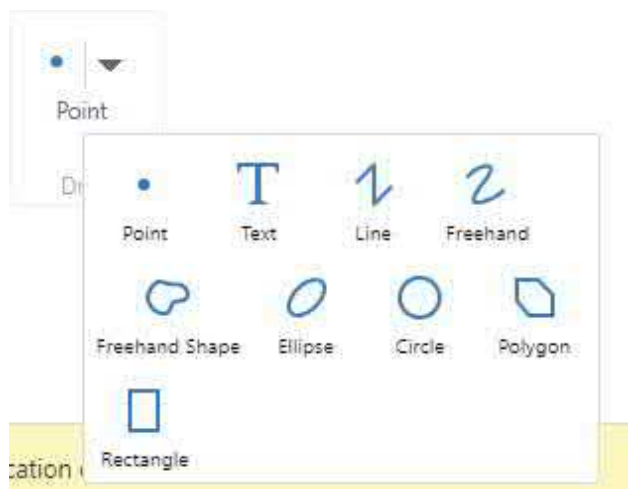 Point
Point Text Line Freehand
Freehand Shape Ellipse Circle Polygon
Rectangle